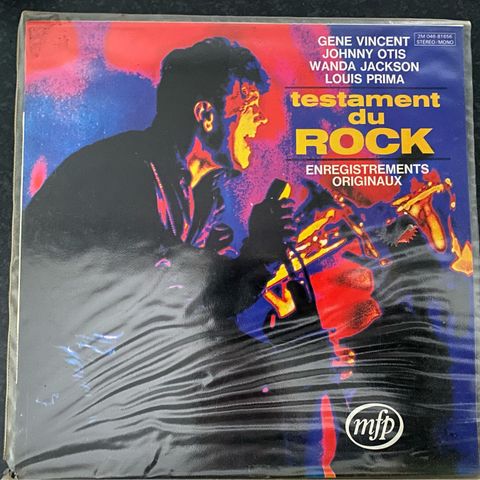 GENE VINCENT
JOHNNY OTIS
WANDA JACKSON
LOUIS PRIMA
2M 046-81656
STEREO-MONO
testament
du
ROCK
ENREGISTREMENTS
ORIGINAUX
mfp